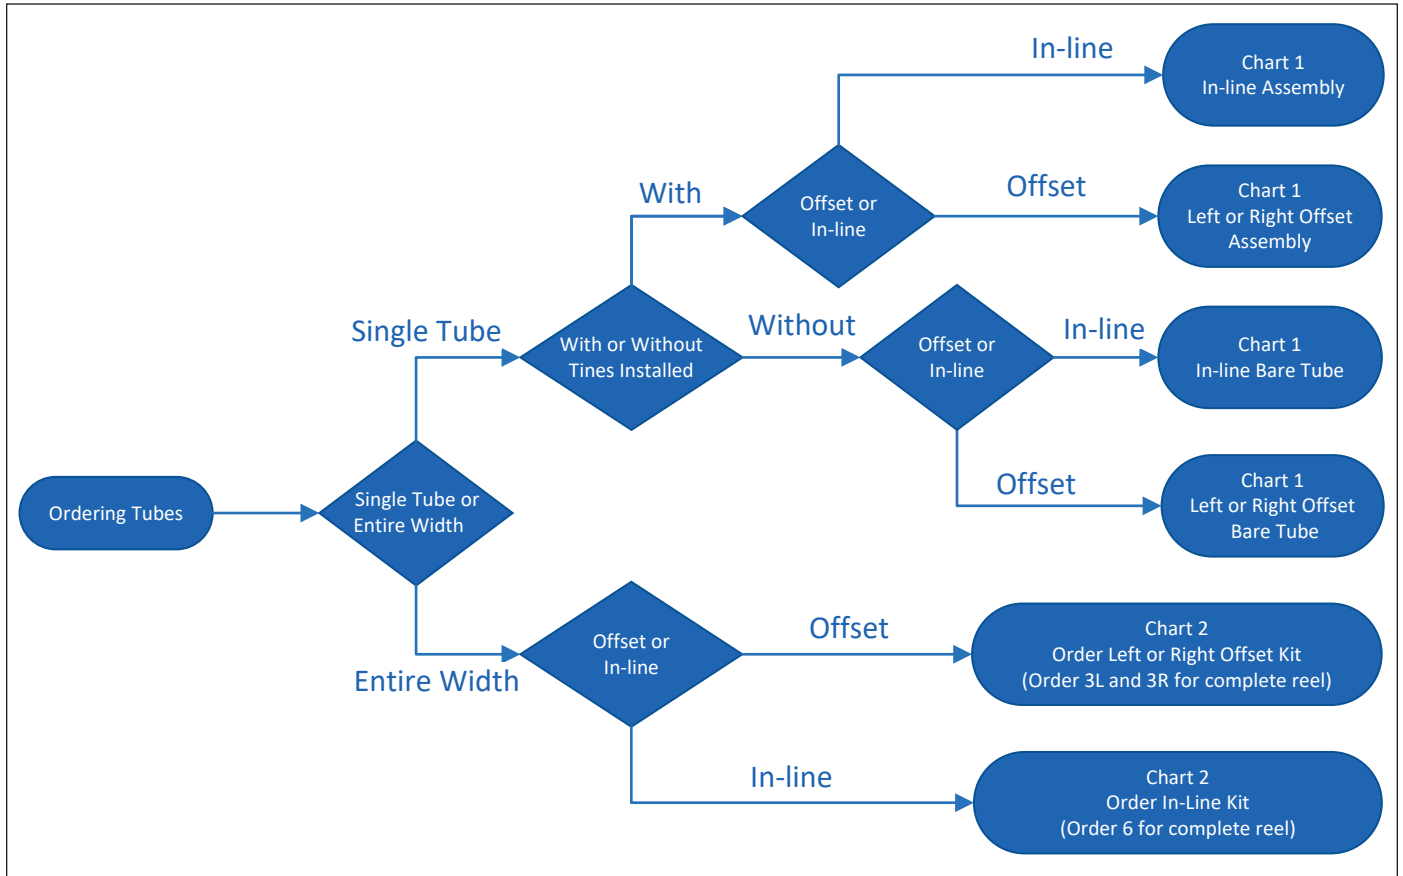 In-line
Chart 1
In-line Assembly
With
Offset or
In-line
Offset
Chart 1
Left or Right Offset
Assembly
Single Tube
With or Without
Tines Installed
Without
Offset or
In-line
In-line
Chart 1
In-line Bare Tube
Offset
Chart 1
Left or Right Offset
Bare Tube
Ordering Tubes
Single Tube or
Entire Width
Entire Width
Offset or
In-line
Offset
Chart 2
Order Left or Right Offset Kit
(Order 3L and 3R for complete reel)
In-line
Chart 2
Order In-Line Kit
(Order 6 for complete reel)